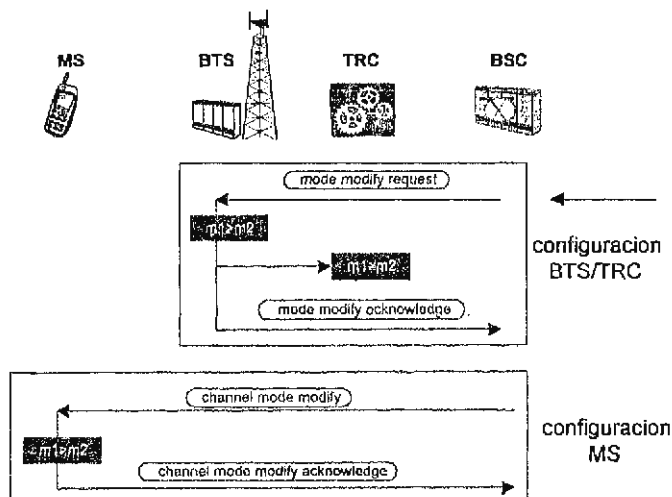 MS
BTS
TRC
BSC
mode modify request
m1>m2
configuracion
BTS/TRC
m1>m2
mode modify acknowledge
channel mode modify
configuracion
MS
m1>m2
channel mode modify acknowledge